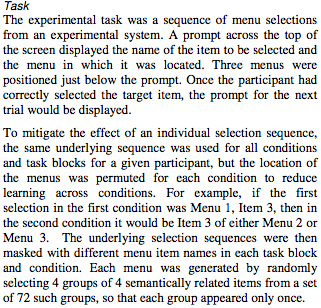 Task
The experimental task was a sequence of menu selections
from an experimental system. A prompt across the top of
the screen displayed the name of the item to be selected and
the menu in which it was located. Three menus were
positioned just below the prompt. Once the participant had
correctly selected the target item, the prompt for the next
trial would be displayed.
To mitigate the effect of an individual selection sequence,
the same underlying sequence was used for all conditions
and task blocks for a given participant, but the location of
the menus was permuted for each condition to reduce
learning across conditions. For example, if the first
selection in the first condition was Menu 1, Item 3, then in
the second condition it would be Item 3 of either Menu 2 or
Menu 3. The underlying selection sequences were then
masked with different menu item names in each task block
and condition. Each menu was generated by randomly
selecting 4 groups of 4 semantically related items from a set
of 72 such groups, so that each group appeared only once.